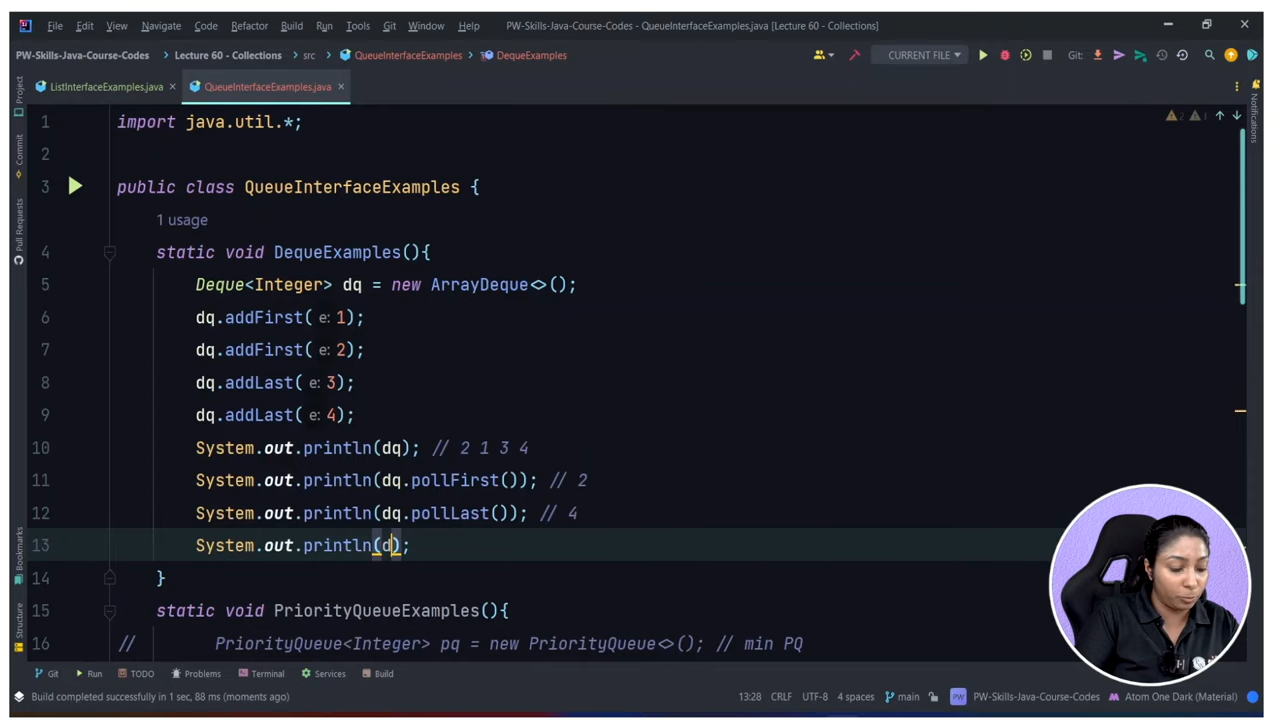 File Edit View Navigate Code Refactor Build Run Tools Git Window Help PW-Skills-Java-Course-Codes - QueueInterfaceExamples.java [Lecture 60 - Collections]
PW-Skills-Java-Course-Codes Lecture 60 - Collections src QueueInterfaceExamples DequeExamples CURRENT FILE Git:
ListInterfaceExamples.java QueueInterfaceExamples.java
Project
Commit
Pull Requests
Bookmarks
Structure
Notifications
2 1
1 import java.util.*;
2
3 public class QueueInterfaceExamples {
1 usage
4 static void DequeExamples(){
5 Deque<Integer> dq = new ArrayDeque<>();
6 dq.addFirst( e: 1);
7 dq.addFirst( e: 2);
8 dq.addLast( e: 3);
9 dq.addLast( e: 4);
10 System.out.println(dq); // 2 1 3 4
11 System.out.println(dq.pollFirst()); // 2
12 System.out.println(dq.pollLast()); // 4
13 System.out.println(d);
14 }
15 static void PriorityQueueExamples(){
16 // PriorityQueue<Integer> pq = new PriorityQueue<>(); // min PQ
Git Run TODO Problems Terminal Services Build
Build completed successfully in 1 sec, 88 ms (moments ago) 13:28 CRLF UTF-8 4 spaces main PW PW-Skills-Java-Course-Codes Atom One Dark (Material)